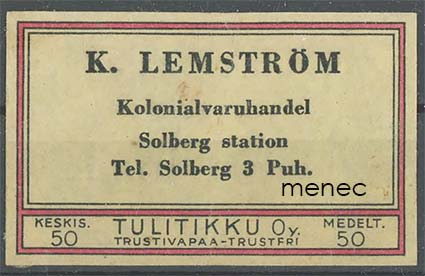 K. LEMSTRÖM
Kolonialvaruhandel
Solberg station
Tel. Solberg 3 Puh.
menec
KESKIS. 50
TULITIKKU Oy.
TRUSTIVAPAA-TRUSTFRI
MEDELT. 50